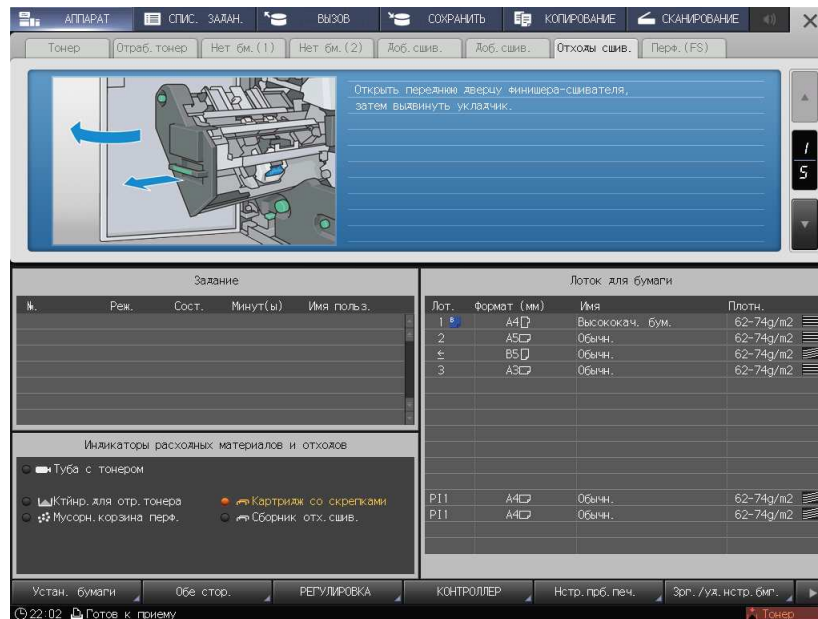 АППАРАТ СПИС. ЗАДАН. ВЫЗОВ СОХРАНИТЬ КОПИРОВАНИЕ СКАНИРОВАНИЕ
Тонер Отраб. тонер Нет бм.(1) Нет бм.(2) Доб. сшив. Доб. сшив. Отходы сшив. Перф.(FS)
Открыть переднюю дверцу финишера-сшивателя,
затем выдвинуть укладчик.
1
5
Задание
№. Реж. Сост. Минут(ы) Имя польз.
Индикаторы расходных материалов и отходов
Туба с тонером
Ктйнр. для отр. тонера Картридж со скрепками
Мусорн. корзина перф. Сборник отх. сшив.
Лоток для бумаги
Лот. Формат (мм) Имя Плотн.
1 A4 Высококач. бум. 62-74g/m2
2 A5 Обычн. 62-74g/m2
← B5 Обычн. 62-74g/m2
3 A3 Обычн. 62-74g/m2
PI1 A4 Обычн. 62-74g/m2
PI1 A4 Обычн. 62-74g/m2
Устан. бумаги Обе стор. РЕГУЛИРОВКА КОНТРОЛЛЕР Нстр. прб. печ. Зрг./уд. нстр. бмг.
22:02 Готов к приему Тонер